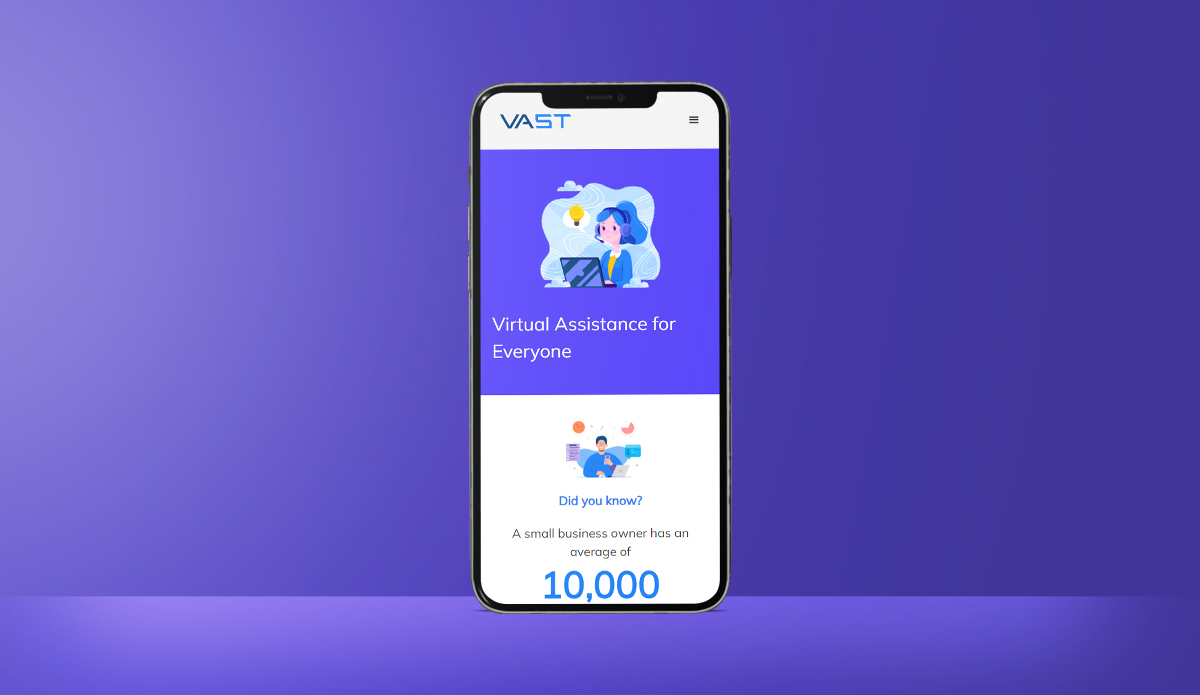 VAST
Virtual Assistance for
Everyone
Did you know?
A small business owner has an
average of
10,000